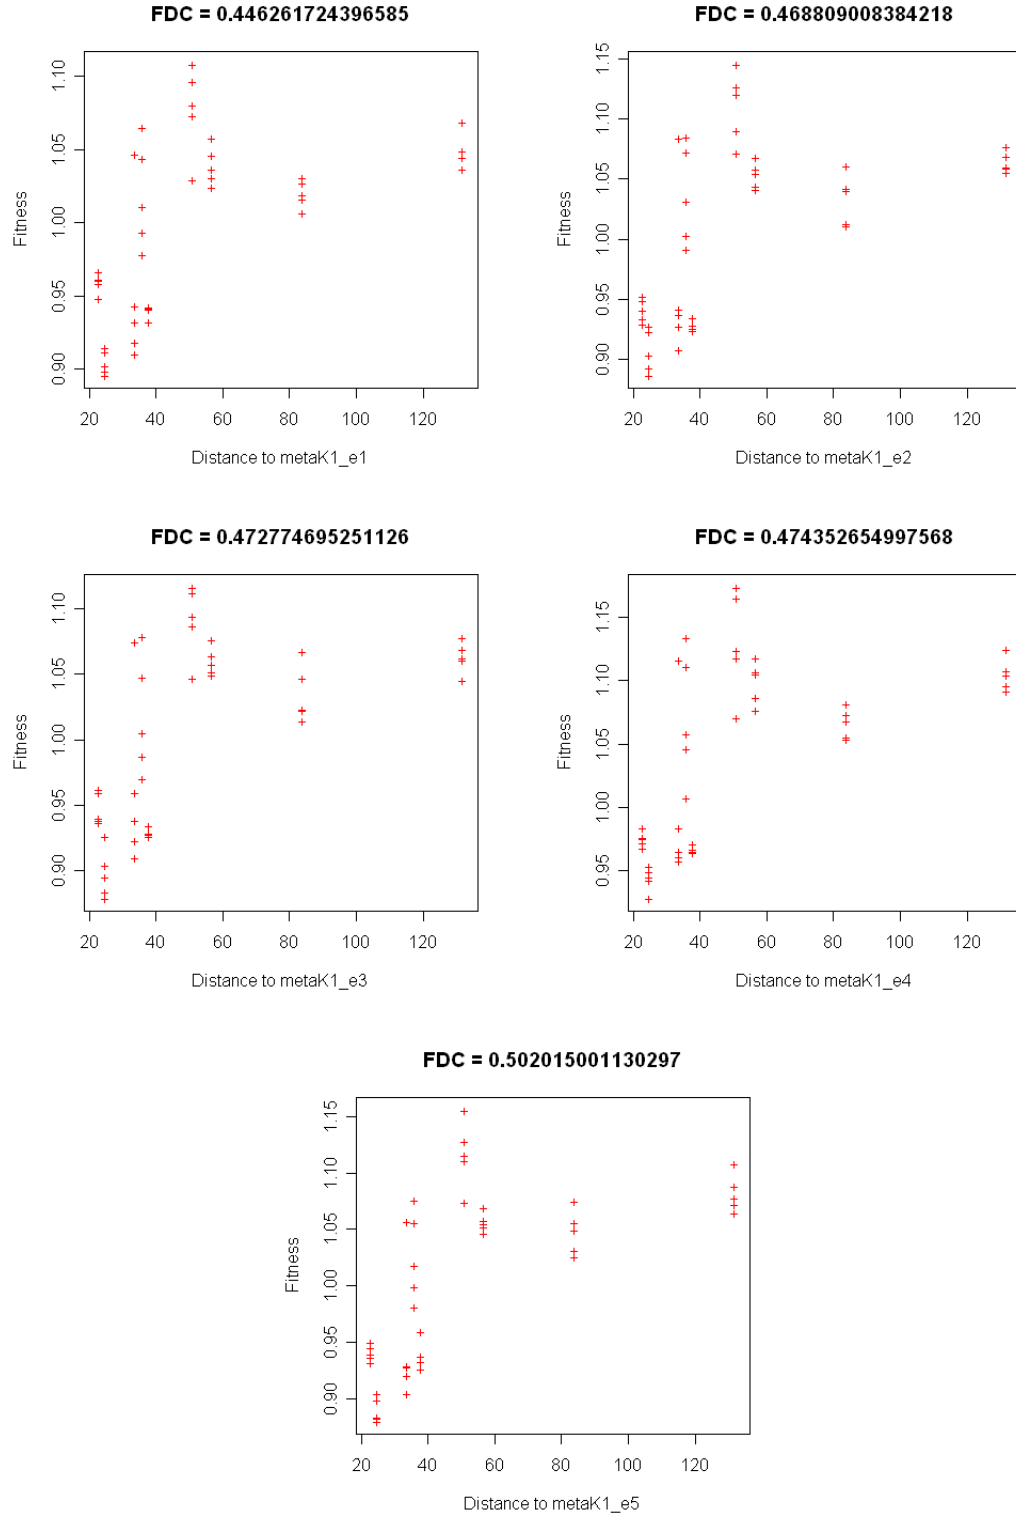 FDC = 0.446261724396585
Fitness
1.10
1.05
1.00
0.95
0.90
20 40 60 80 100 120
Distance to metaK1_e1
FDC = 0.468809008384218
Fitness
1.15
1.10
1.05
1.00
0.95
0.90
20 40 60 80 100 120
Distance to metaK1_e2
FDC = 0.472774695251126
Fitness
1.10
1.05
1.00
0.95
0.90
20 40 60 80 100 120
Distance to metaK1_e3
FDC = 0.474352654997568
Fitness
1.15
1.10
1.05
1.00
0.95
20 40 60 80 100 120
Distance to metaK1_e4
FDC = 0.502015001130297
Fitness
1.15
1.10
1.05
1.00
0.95
0.90
20 40 60 80 100 120
Distance to metaK1_e5